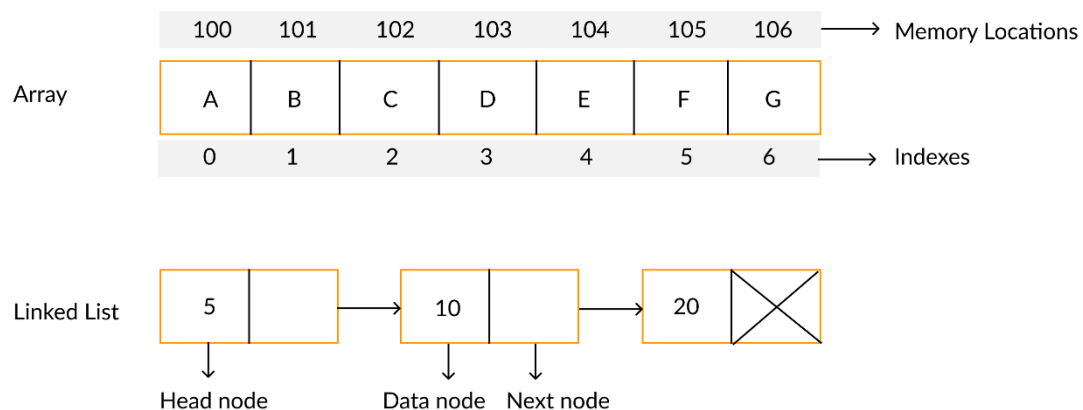 100 101 102 103 104 105 106 Memory Locations
Array A B C D E F G
0 1 2 3 4 5 6 Indexes
Linked List 5 10 20
Head node Data node Next node